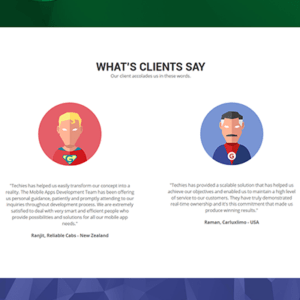 WHAT'S CLIENTS SAY
Our client accolades us in these words.
"Techies has helped us easily transform our concept into a
reality. The Mobile Apps Development Team has been offering
us personal guidance, patiently and promptly attending to our
inquiries throughout development process. We are extremely
satisfied to deal with very smart and efficient people who
provide possibilities and solutions for all our mobile app
needs."
Ranjit, Reliable Cabs - New Zealand
"Techies has provided a scalable solution that has helped us
achieve our objectives and enabled us to maintain a high level
of service to our customers. They have truly demonstrated
real-time ownership and it's this commitment that made us
produce winning results."
Raman, Cerluxlimo - USA